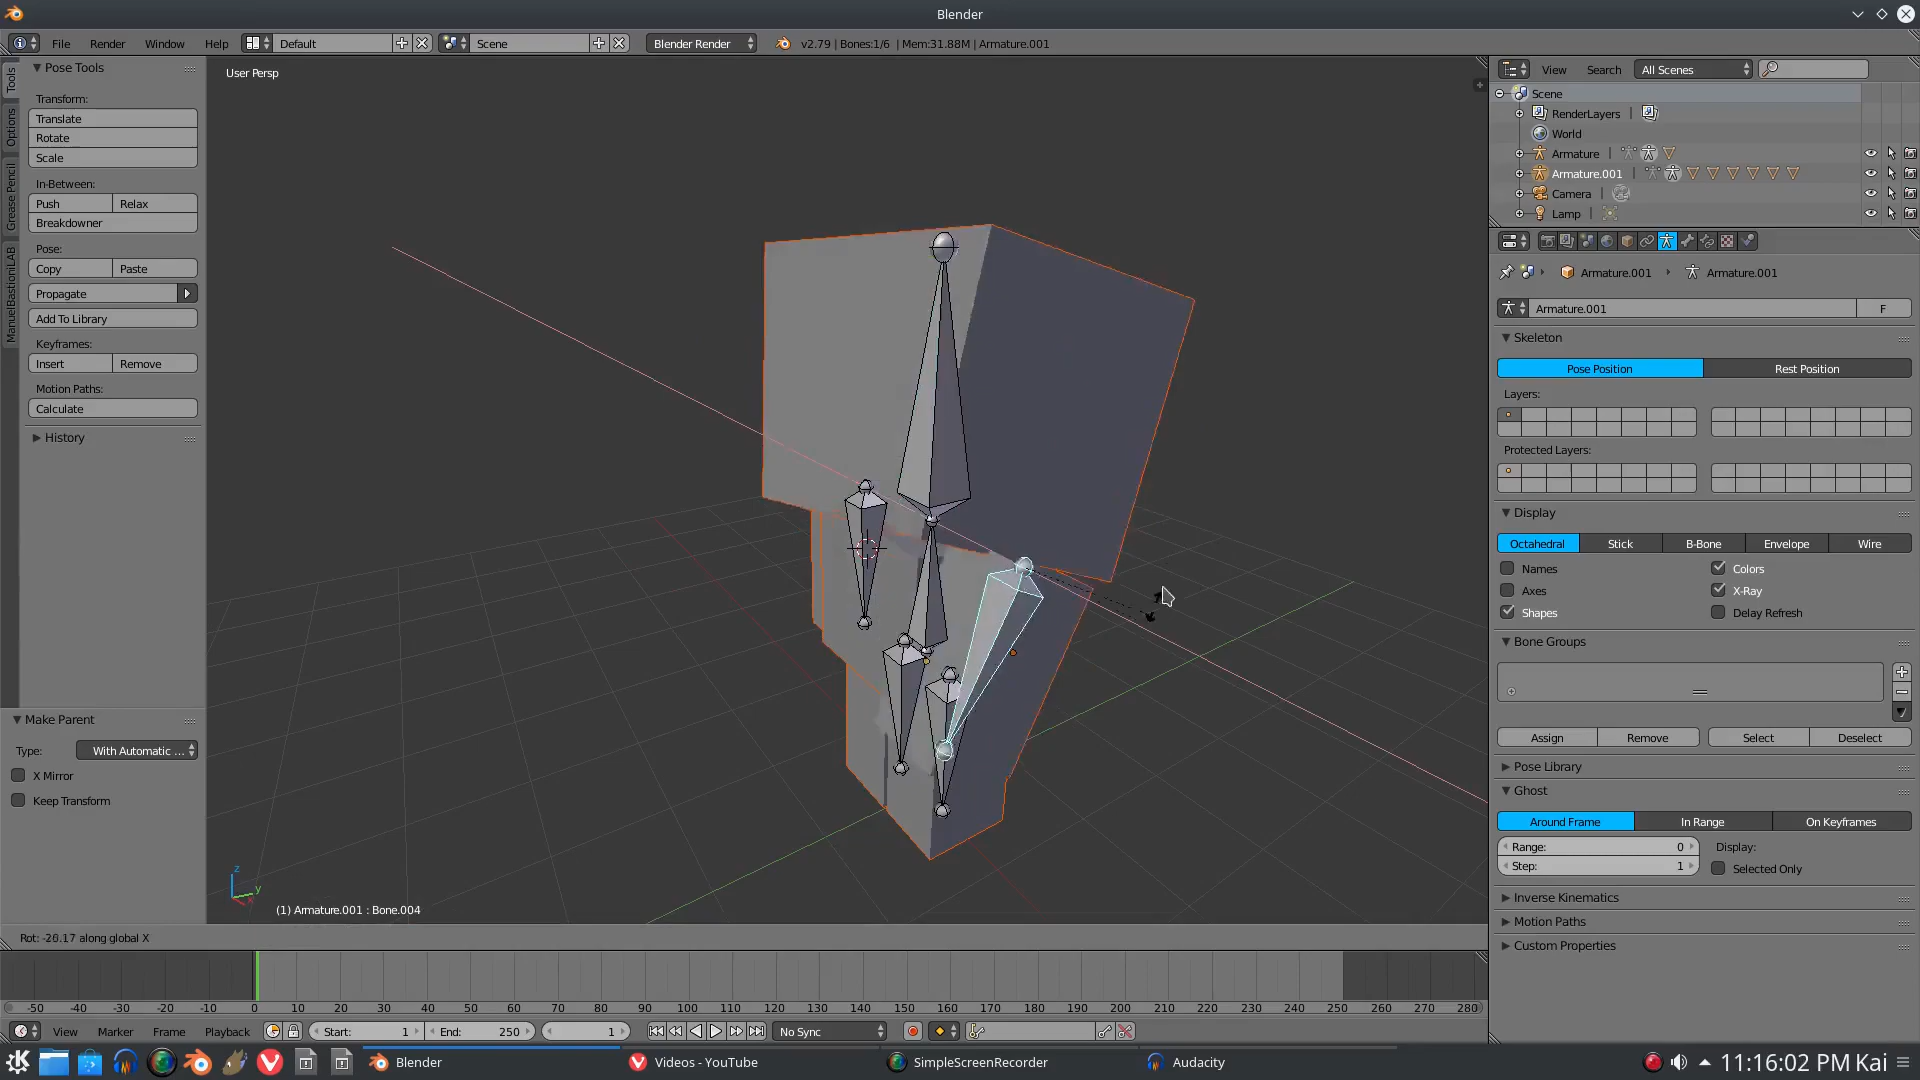 Blender
File Render Window Help Default Scene Blender Render v2.79 | Bones:1/6 | Mem:31.88M | Armature.001
Tools
Options
Grease Pencil
ManuelBastioniLAB
Pose Tools
Transform:
Translate
Rotate
Scale
In-Between:
Push Relax
Breakdowner
Pose:
Copy Paste
Propagate
Add To Library
Keyframes:
Insert Remove
Motion Paths:
Calculate
History
Make Parent
Type: With Automatic ...
X Mirror
Keep Transform
User Persp
z
y
x
(1) Armature.001 : Bone.004
Rot: -26.17 along global X
View Search All Scenes
Scene
RenderLayers |
World
Armature |
Armature.001 |
Camera |
Lamp |
Armature.001 Armature.001
Armature.001 F
Skeleton
Pose Position Rest Position
Layers:
Protected Layers:
Display
Octahedral Stick B-Bone Envelope Wire
Names Colors
Axes X-Ray
Shapes Delay Refresh
Bone Groups
Assign Remove Select Deselect
Pose Library
Ghost
Around Frame In Range On Keyframes
Range: 0 Display:
Step: 1 Selected Only
Inverse Kinematics
Motion Paths
Custom Properties
-50 -40 -30 -20 -10 0 10 20 30 40 50 60 70 80 90 100 110 120 130 140 150 160 170 180 190 200 210 220 230 240 250 260 270 280
View Marker Frame Playback Start: 1 End: 250 1 No Sync
Blender Videos - YouTube SimpleScreenRecorder Audacity 11:16:02 PM Kai